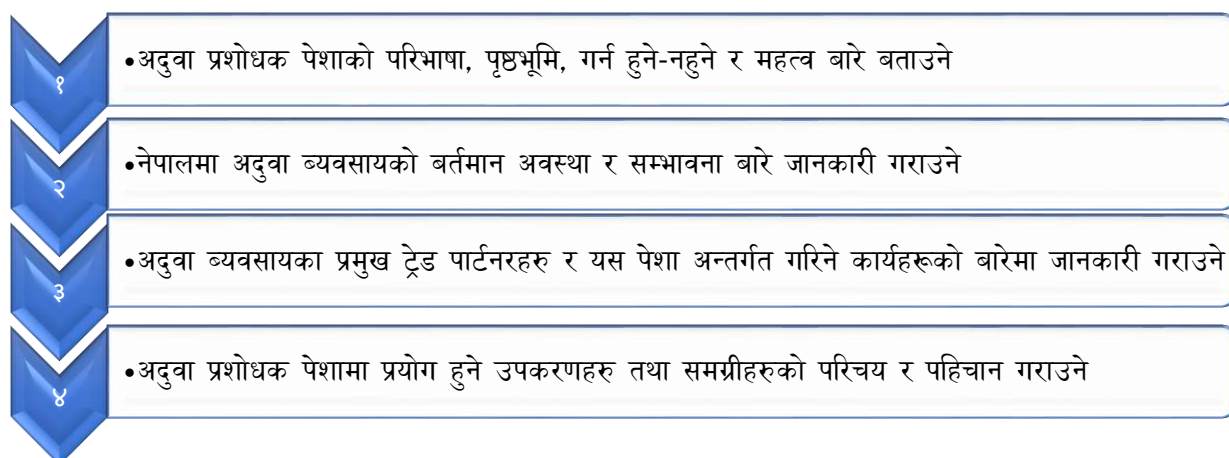 १
•अदुवा प्रशोधक पेशाको परिभाषा, पृष्ठभूमि, गर्न हुने-नहुने र महत्व बारे बताउने
२
•नेपालमा अदुवा ब्यवसायको बर्तमान अवस्था र सम्भावना बारे जानकारी गराउने
३
•अदुवा ब्यवसायका प्रमुख ट्रेड पार्टनरहरु र यस पेशा अन्तर्गत गरिने कार्यहरूको बारेमा जानकारी गराउने
४
•अदुवा प्रशोधक पेशामा प्रयोग हुने उपकरणहरु तथा समग्रीहरुको परिचय र पहिचान गराउने